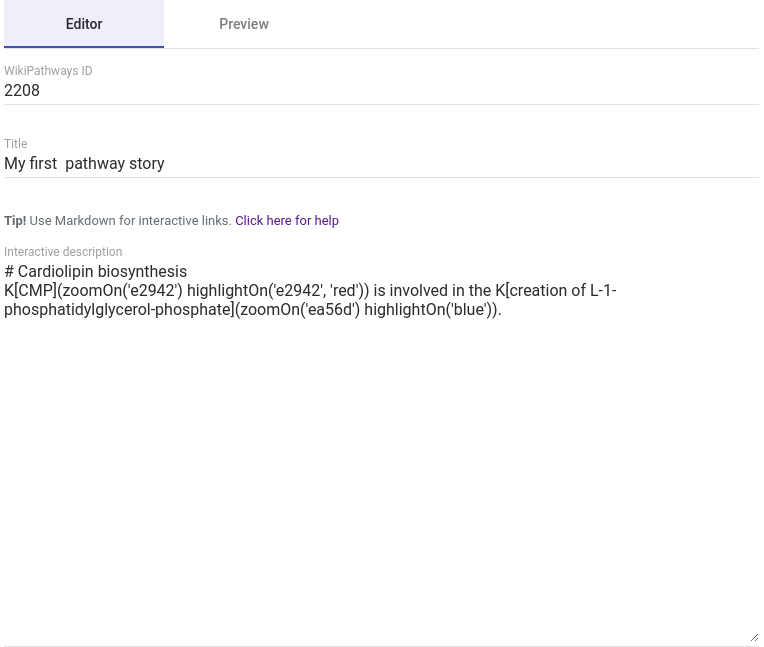 Editor Preview
WikiPathways ID
2208
Title
My first  pathway story
Tip! Use Markdown for interactive links. Click here for help
Interactive description
# Cardiolipin biosynthesis
K[CMP](zoomOn('e2942') highlightOn('e2942', 'red')) is involved in the K[creation of L-1-
phosphatidylglycerol-phosphate](zoomOn('ea56d') highlightOn('blue')).